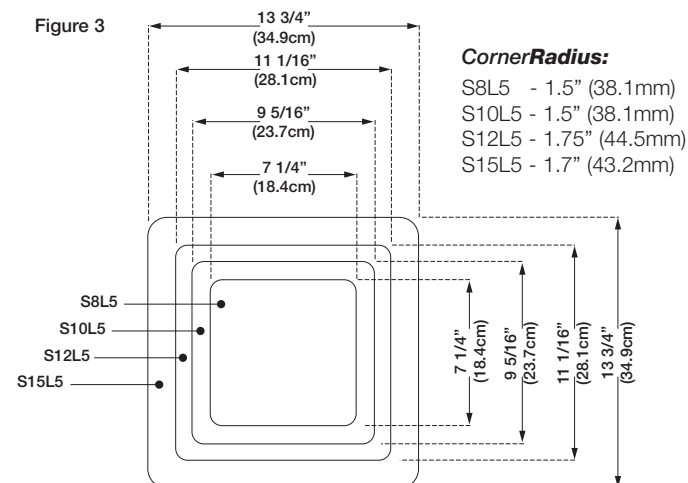 Figure 3
13 3/4”
(34.9cm)
11 1/16”
(28.1cm)
9 5/16”
(23.7cm)
7 1/4”
(18.4cm)
CornerRadius:
S8L5 - 1.5” (38.1mm)
S10L5 - 1.5” (38.1mm)
S12L5 - 1.75” (44.5mm)
S15L5 - 1.7” (43.2mm)
S8L5
S10L5
S12L5
S15L5
7 1/4”
(18.4cm)
9 5/16”
(23.7cm)
11 1/16”
(28.1cm)
13 3/4”
(34.9cm)